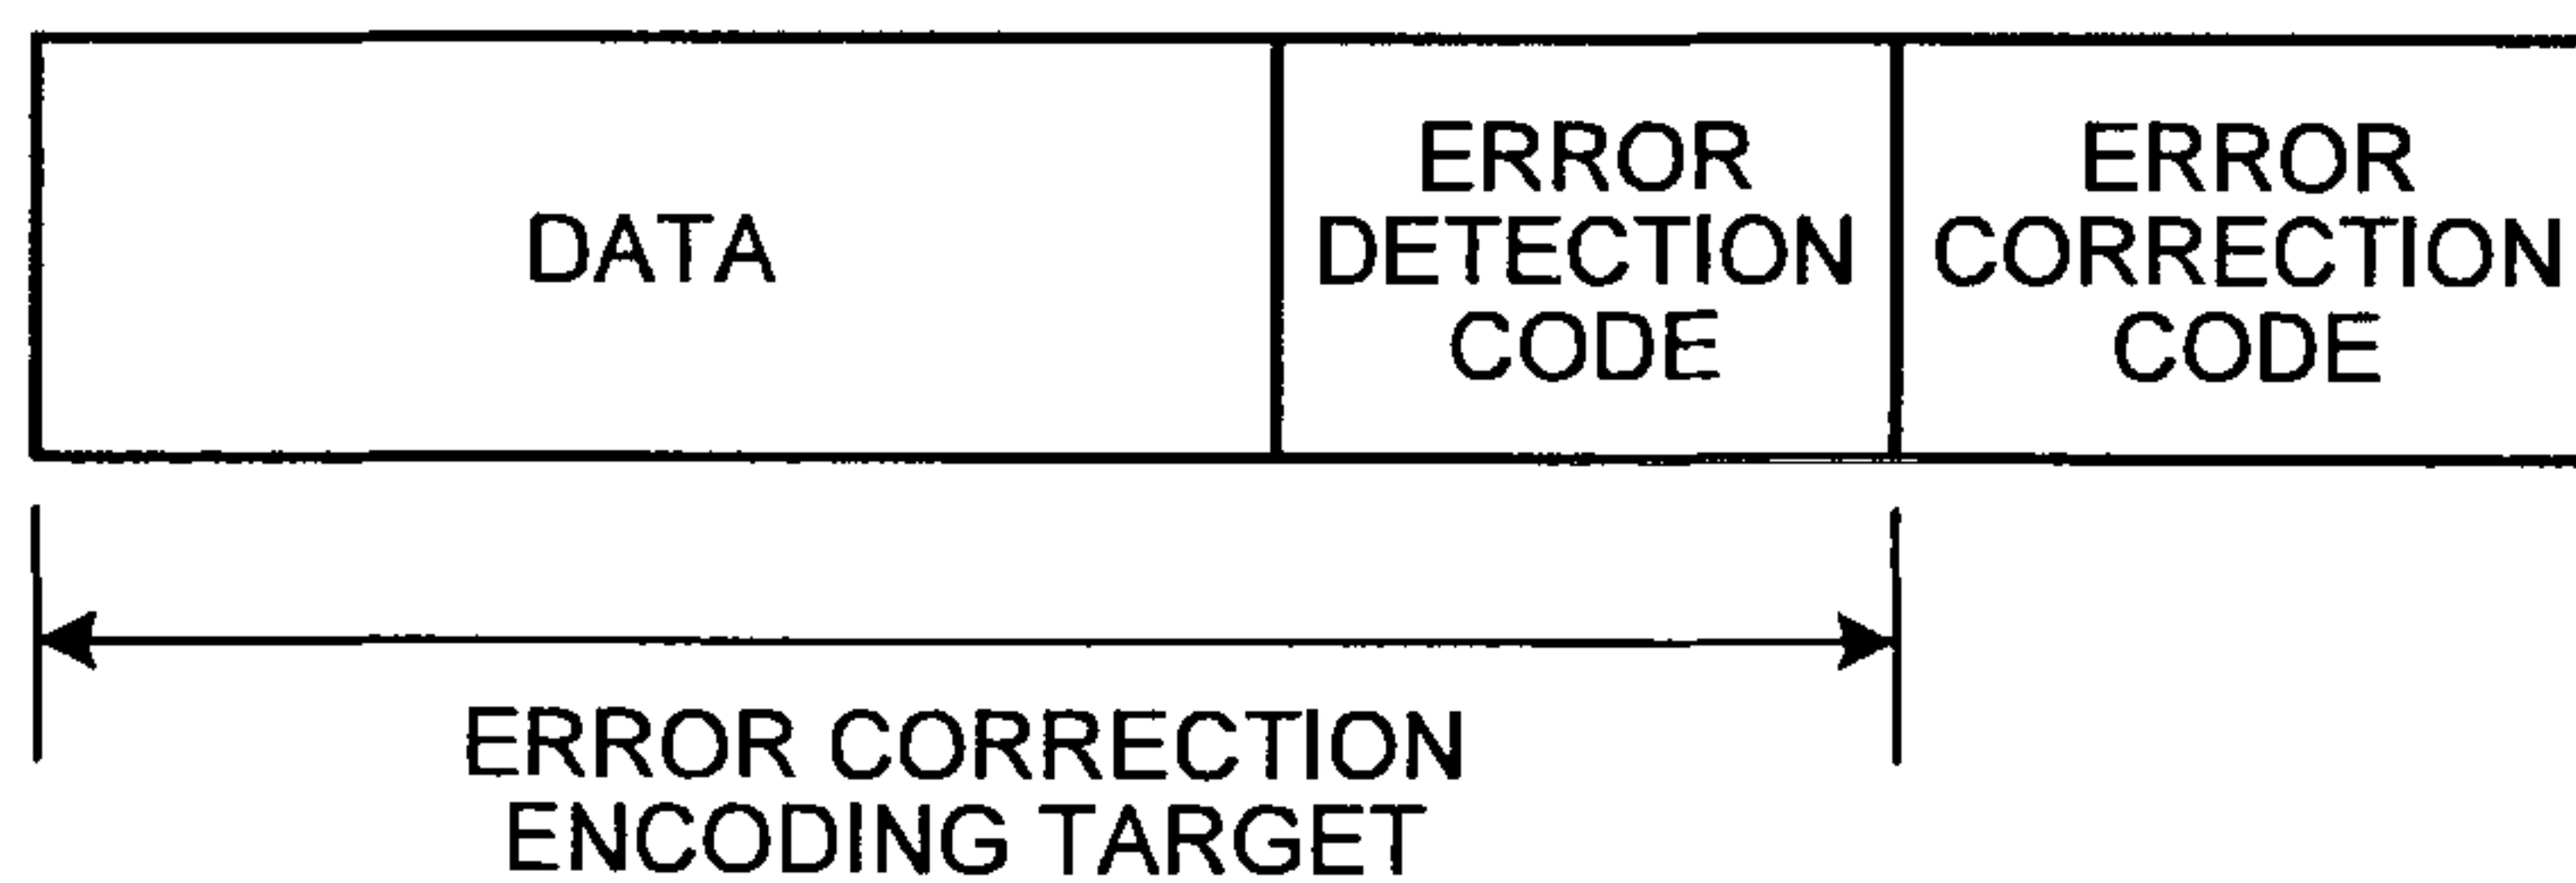 DATA
ERROR
DETECTION
CODE
ERROR
CORRECTION
CODE
ERROR CORRECTION
ENCODING TARGET